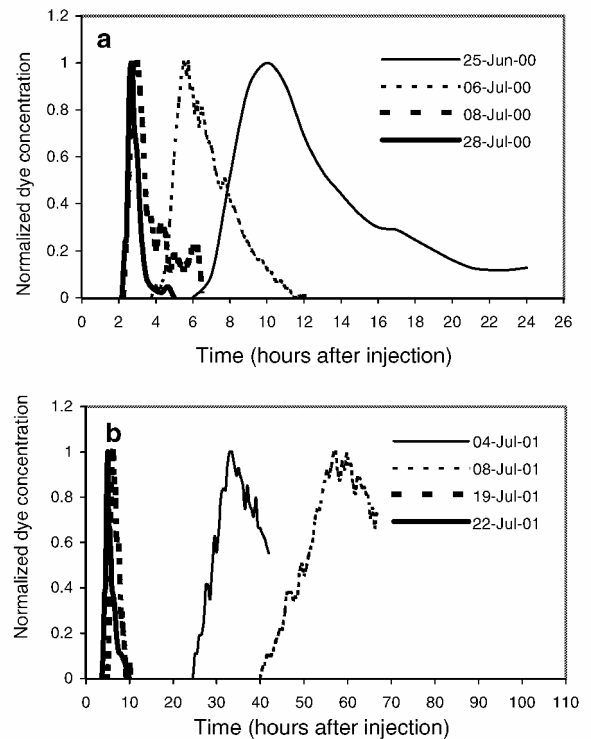 a
Normalized dye concentration
1.2
1
0.8
0.6
0.4
0.2
0
25-Jun-00
06-Jul-00
08-Jul-00
28-Jul-00
0 2 4 6 8 10 12 14 16 18 20 22 24 26
Time (hours after injection)
b
Normalized dye concentration
1.2
1
0.8
0.6
0.4
0.2
0
04-Jul-01
08-Jul-01
19-Jul-01
22-Jul-01
0 10 20 30 40 50 60 70 80 90 100 110
Time (hours after injection)